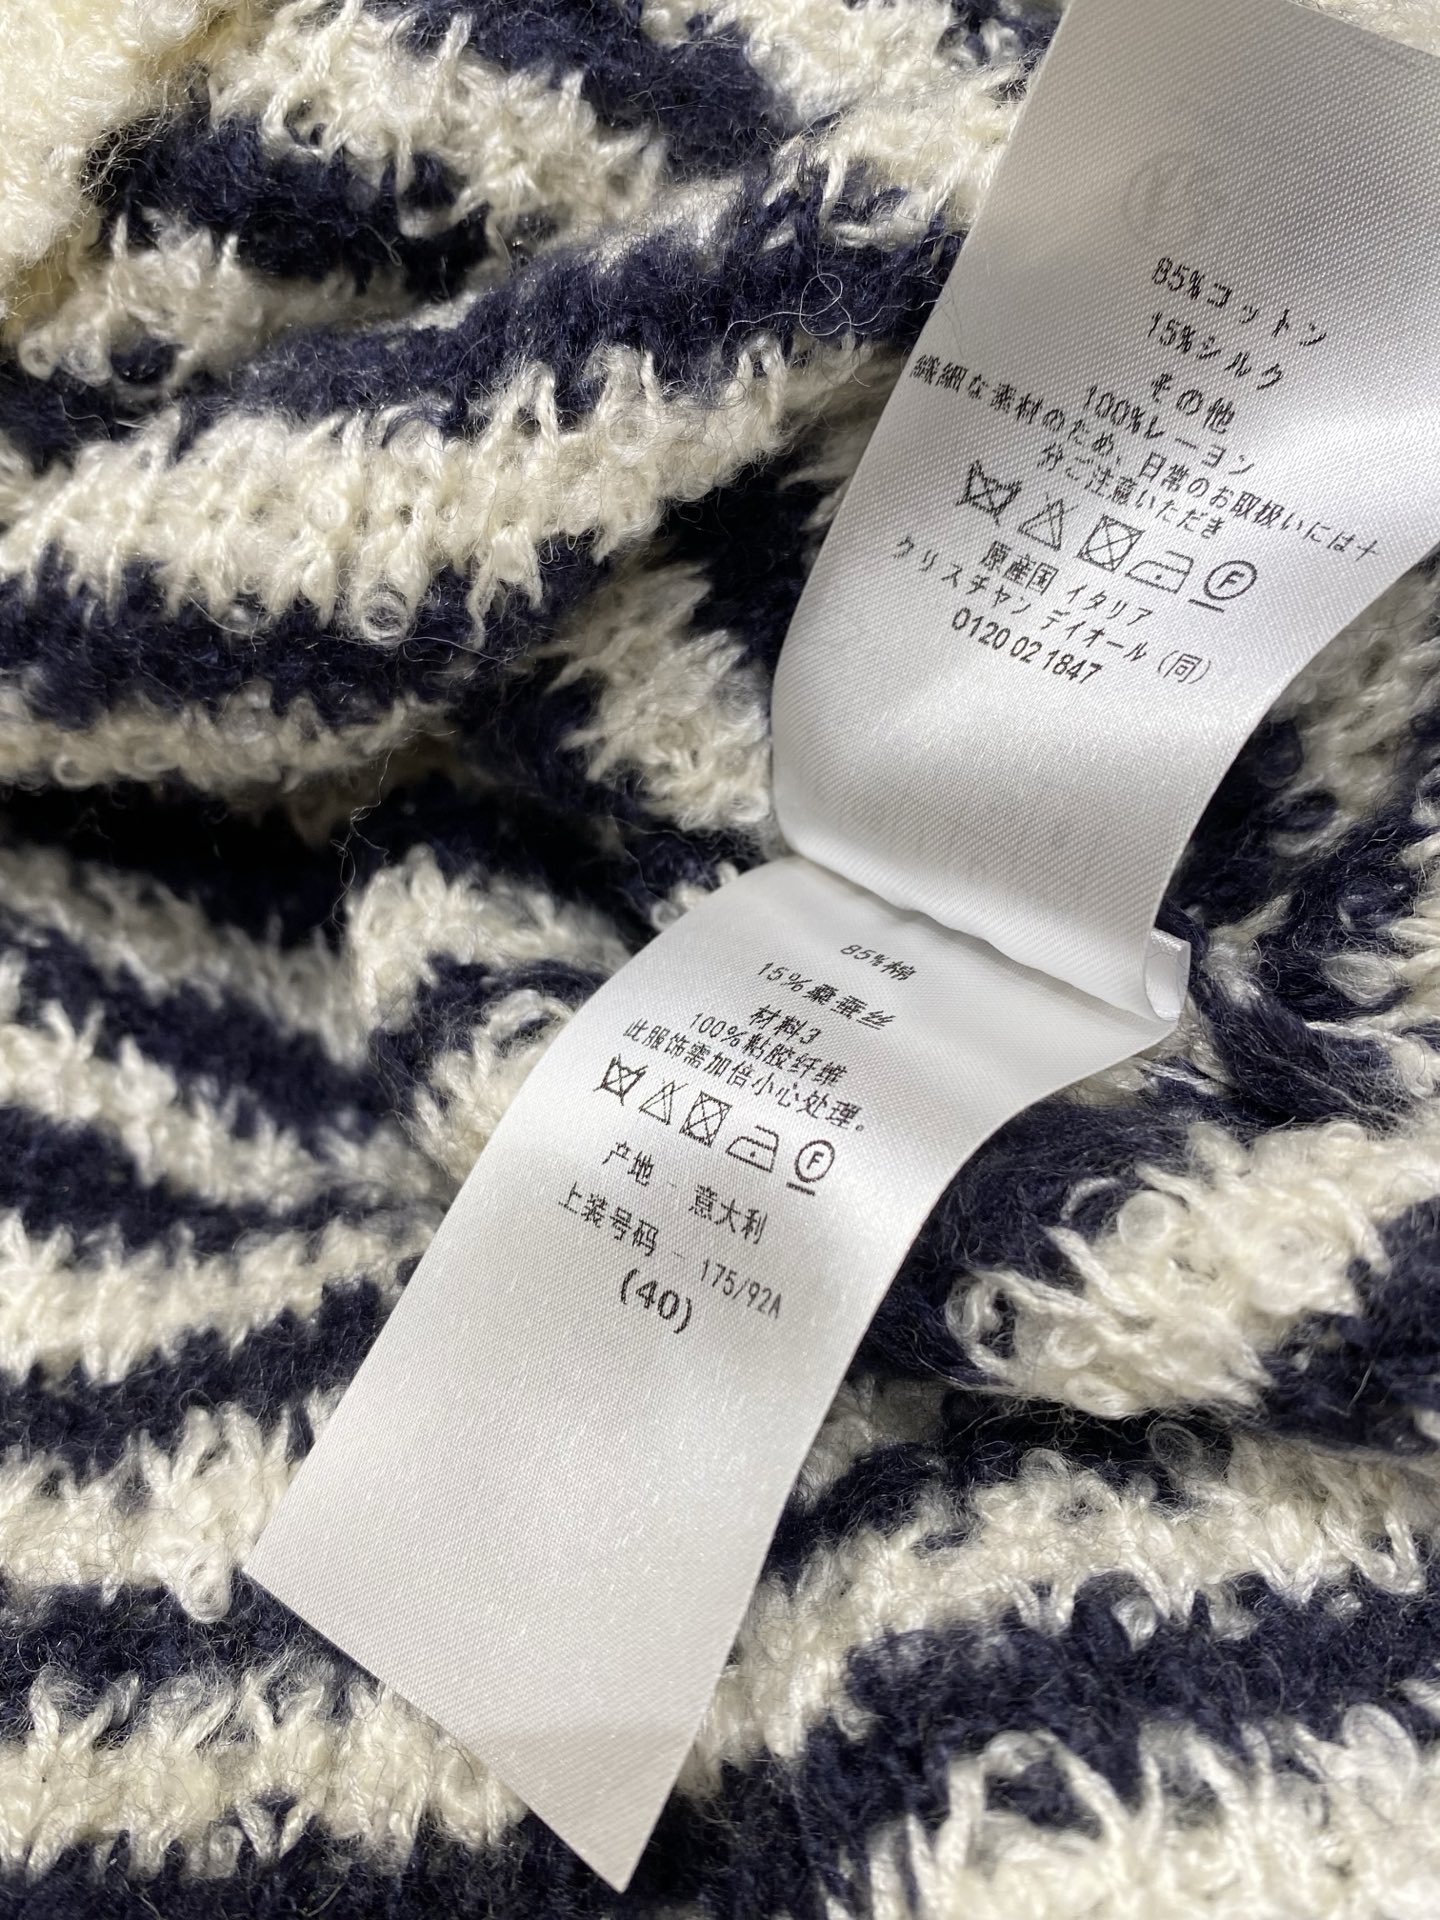 85%コットン
15%シルク
その他
100%レーヨン
繊細な素材のため、日常のお取扱いには十
分ご注意いただき
F
原産国 イタリア
クリスチャン デイオール (同)
0120 02 1847
85%棉
15%桑蚕丝
材料3
100%粘胶纤维
此服饰需加倍小心处理。
F
产地 - 意大利
上装号码 - 175/92A
(40)